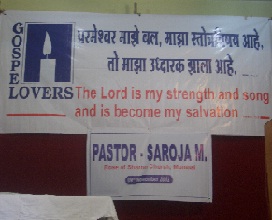 GOSPEL
LOVERS
परमेश्वर माझे बल, माझा स्तोत्रविषय आहे,
तो माझा उध्दारक झाला आहे.
The Lord is my strength and song
and is become my salvation
PASTOR - SAROJA M.